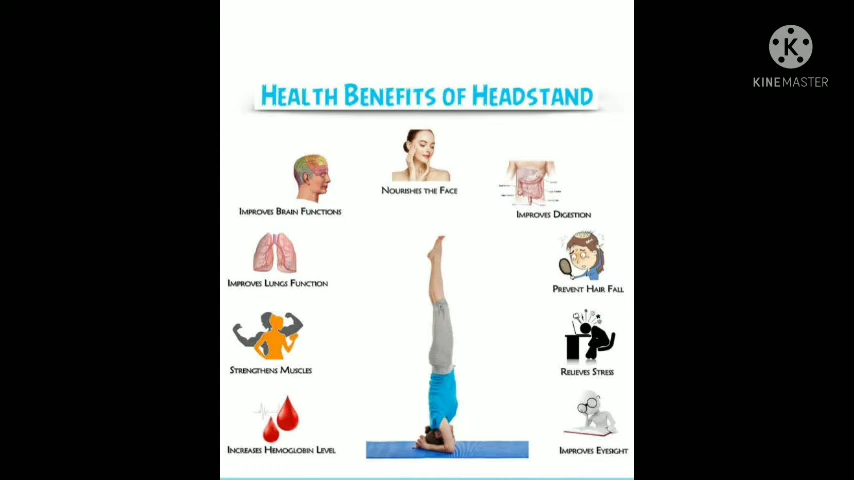 K
KINEMASTER
HEALTH BENEFITS OF HEADSTAND
NOURISHES THE FACE
IMPROVES BRAIN FUNCTIONS
IMPROVES DIGESTION
IMPROVES LUNGS FUNCTION
PREVENT HAIR FALL
STRENGTHENS MUSCLES
RELIEVES STRESS
INCREASES HEMOGLOBIN LEVEL
IMPROVES EYESIGHT